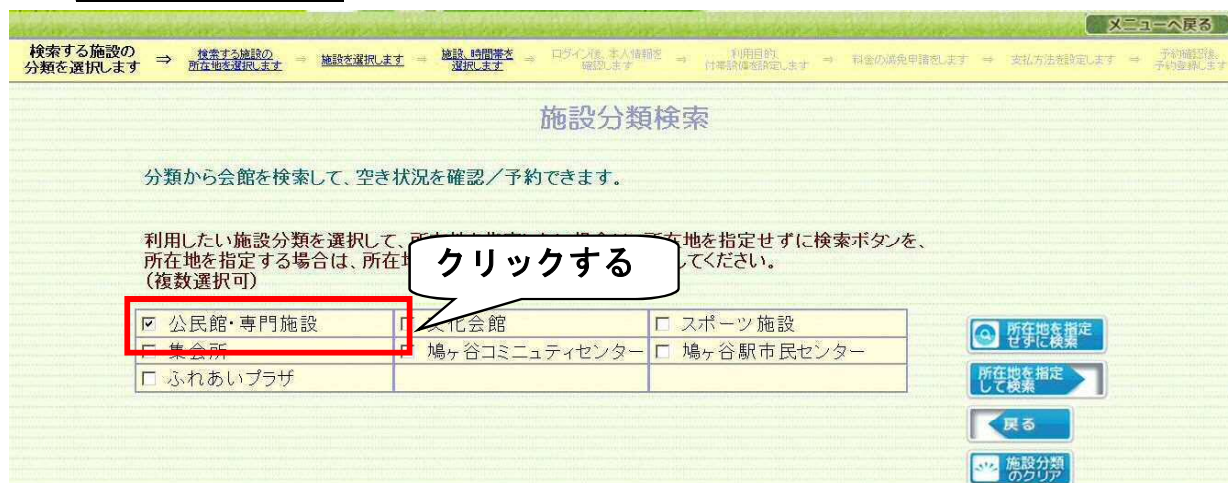 メニューへ戻る
検索する施設の
分類を選択します ⇒ 検索する施設の
所在地を選択します ⇒ 施設を選択します ⇒ 施設、時間帯を
選択します ⇒ ログイン後、本人情報を
確認します ⇒ 利用目的、
付帯設備を設定します ⇒ 料金の減免申請をします ⇒ 支払方法を設定します ⇒ 予約確認後、
予約登録します
施設分類検索
分類から会館を検索して、空き状況を確認／予約できます。
利用したい施設分類を選択して、所在地を指定せずに検索ボタンを、
所在地を指定する場合は、所在
してください。
(複数選択可)
クリックする
公民館・専門施設
文化会館
スポーツ施設
集会所
鳩ヶ谷コミュニティセンター
鳩ヶ谷駅市民センター
ふれあいプラザ
所在地を指定
せずに検索
所在地を指定
して検索
戻る
施設分類
のクリア